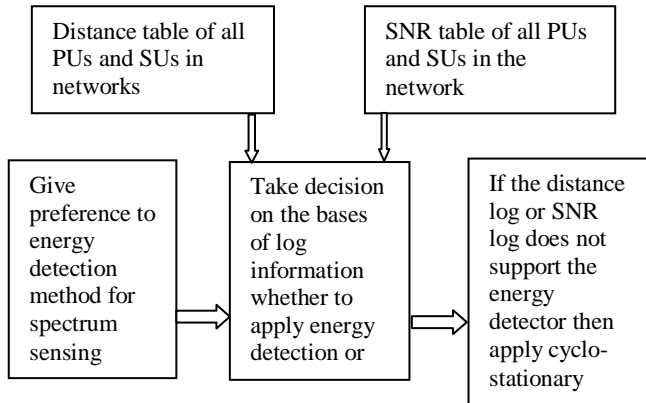 Distance table of all
PUs and SUs in
networks
SNR table of all PUs
and SUs in the
network
Give
preference to
energy
detection
method for
spectrum
sensing
Take decision
on the bases
of log
information
whether to
apply energy
detection or
If the distance
log or SNR
log does not
support the
energy
detector then
apply cyclo-
stationary